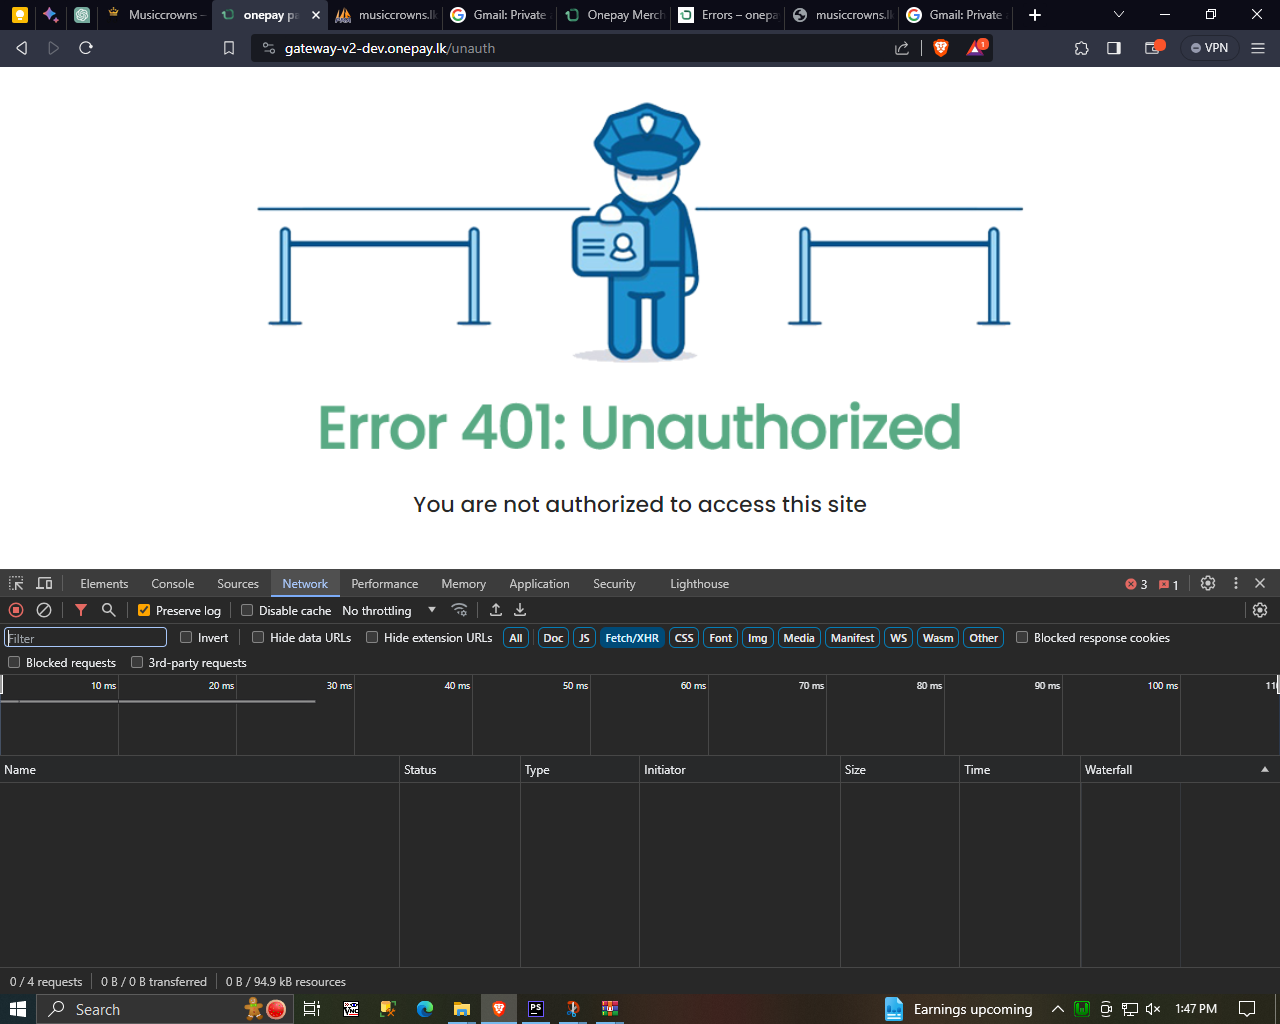 Musiccrowns –
onepay pa
musiccrowns.lk
Gmail: Private
Onepay Merch
Errors – onepa
musiccrowns.lk
Gmail: Private
gateway-v2-dev.onepay.lk/unauth
1
VPN
Error 401: Unauthorized
You are not authorized to access this site
Elements Console Sources Network Performance Memory Application Security Lighthouse 3 1
Preserve log Disable cache No throttling
Filter Invert Hide data URLs Hide extension URLs All Doc JS Fetch/XHR CSS Font Img Media Manifest WS Wasm Other Blocked response cookies
Blocked requests 3rd-party requests
10 ms 20 ms 30 ms 40 ms 50 ms 60 ms 70 ms 80 ms 90 ms 100 ms 11
Name Status Type Initiator Size Time Waterfall
0 / 4 requests 0 B / 0 B transferred 0 B / 94.9 kB resources
Search Earnings upcoming 1:47 PM